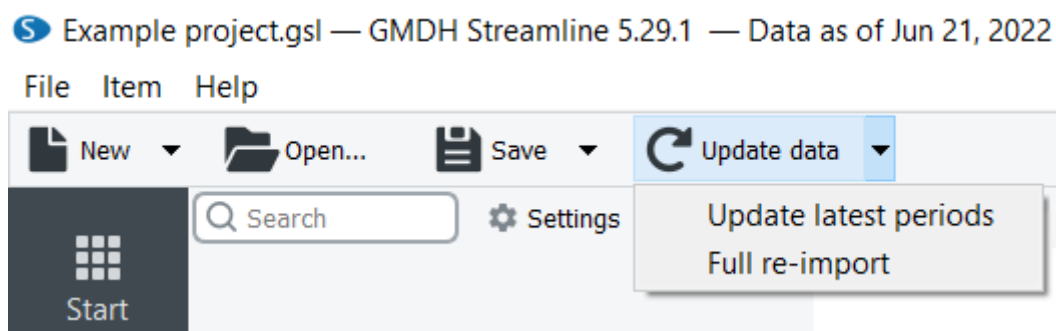 S Example project.gsl — GMDH Streamline 5.29.1 — Data as of Jun 21, 2022
File Item Help
New Open... Save Update data
Search Settings Update latest periods
Full re-import
Start